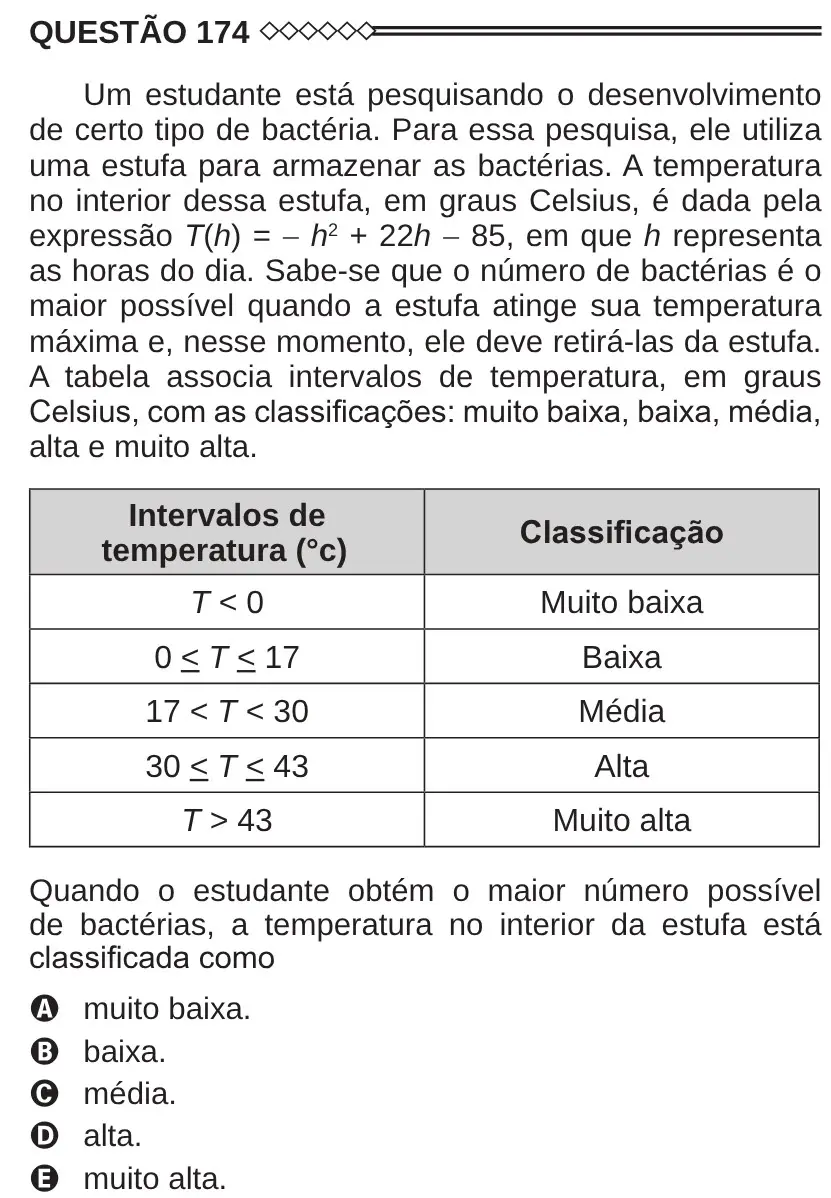 QUESTÃO 174
Um estudante está pesquisando o desenvolvimento
de certo tipo de bactéria. Para essa pesquisa, ele utiliza
uma estufa para armazenar as bactérias. A temperatura
no interior dessa estufa, em graus Celsius, é dada pela
expressão T(h) = – h² + 22h – 85, em que h representa
as horas do dia. Sabe-se que o número de bactérias é o
maior possível quando a estufa atinge sua temperatura
máxima e, nesse momento, ele deve retirá-las da estufa.
A tabela associa intervalos de temperatura, em graus
Celsius, com as classificações: muito baixa, baixa, média,
alta e muito alta.
Intervalos de
temperatura (°c)
Classificação
T < 0
Muito baixa
0 ≤ T ≤ 17
Baixa
17 < T < 30
Média
30 ≤ T ≤ 43
Alta
T > 43
Muito alta
Quando o estudante obtém o maior número possível
de bactérias, a temperatura no interior da estufa está
classificada como
A muito baixa.
B baixa.
C média.
D alta.
E muito alta.